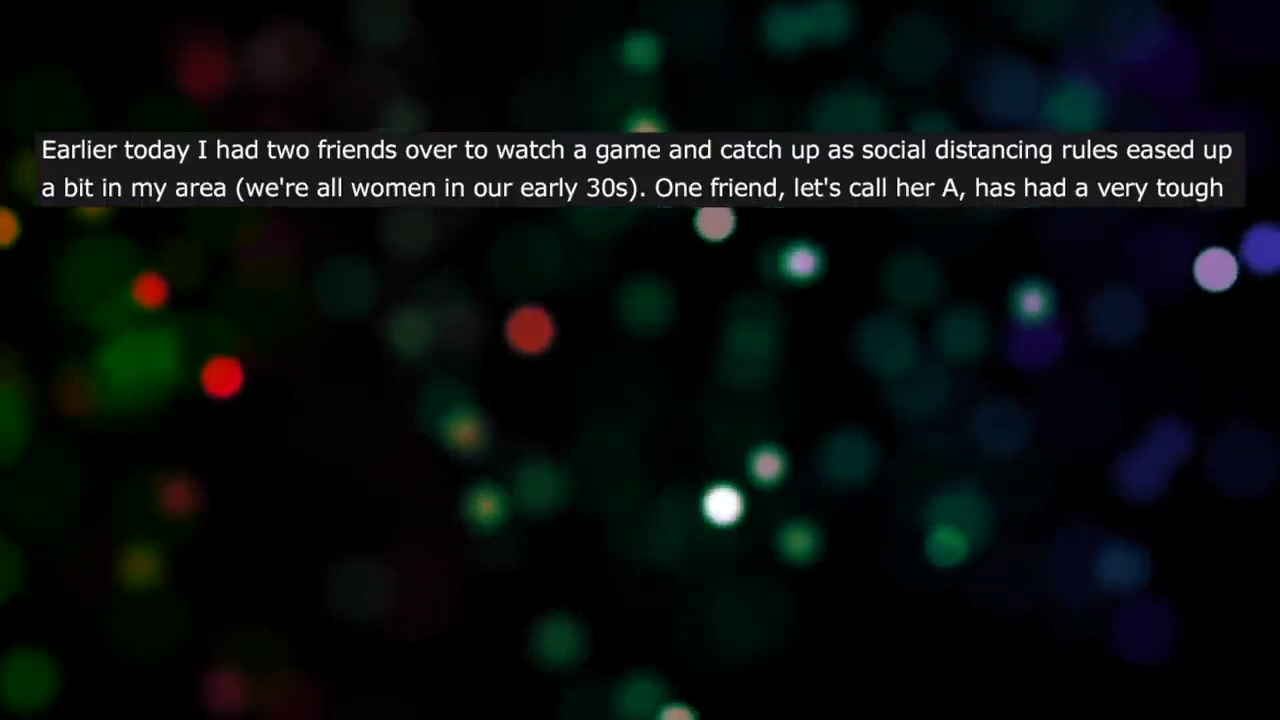 Earlier today I had two friends over to watch a game and catch up as social distancing rules eased up
a bit in my area (we're all women in our early 30s). One friend, let's call her A, has had a very tough